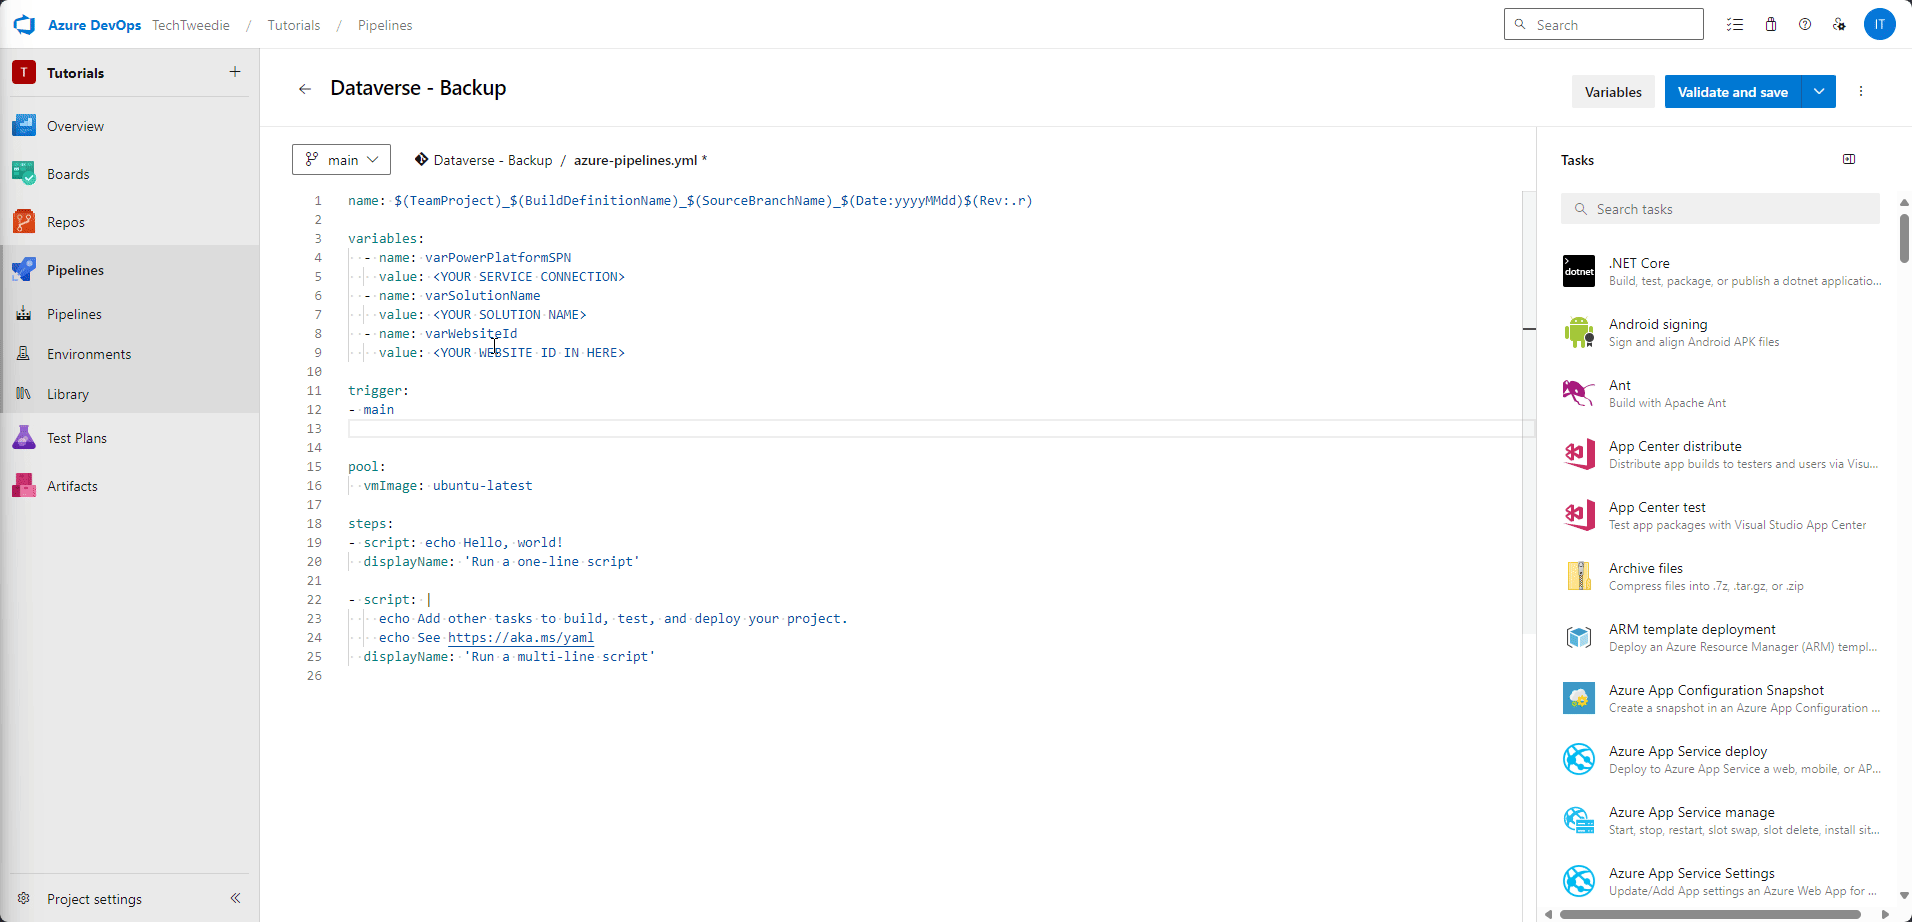 Azure DevOps TechTweedie / Tutorials / Pipelines
Search
IT
T Tutorials +
Overview
Boards
Repos
Pipelines
Pipelines
Environments
Library
Test Plans
Artifacts
Project settings
Dataverse - Backup
Variables
Validate and save
main
Dataverse - Backup / azure-pipelines.yml *
1 name: $(TeamProject)_$(BuildDefinitionName)_$(SourceBranchName)_$(Date:yyyyMMdd)$(Rev:.r)
2
3 variables:
4   - name: varPowerPlatformSPN
5     value: <YOUR SERVICE CONNECTION>
6   - name: varSolutionName
7     value: <YOUR SOLUTION NAME>
8   - name: varWebsiteId
9     value: <YOUR WEBSITE ID IN HERE>
10
11 trigger:
12 - main
13
14
15 pool:
16   vmImage: ubuntu-latest
17
18 steps:
19 - script: echo Hello, world!
20   displayName: 'Run a one-line script'
21
22 - script: |
23     echo Add other tasks to build, test, and deploy your project.
24     echo See https://aka.ms/yaml
25   displayName: 'Run a multi-line script'
26
Tasks
Search tasks
dotnet
.NET Core
Build, test, package, or publish a dotnet applicatio...
Android signing
Sign and align Android APK files
Ant
Build with Apache Ant
App Center distribute
Distribute app builds to testers and users via Visu...
App Center test
Test app packages with Visual Studio App Center
Archive files
Compress files into .7z, .tar.gz, or .zip
ARM template deployment
Deploy an Azure Resource Manager (ARM) templ...
Azure App Configuration Snapshot
Create a snapshot in an Azure App Configuration ...
Azure App Service deploy
Deploy to Azure App Service a web, mobile, or AP...
Azure App Service manage
Start, stop, restart, slot swap, slot delete, install sit...
Azure App Service Settings
Update/Add App settings an Azure Web App for ...